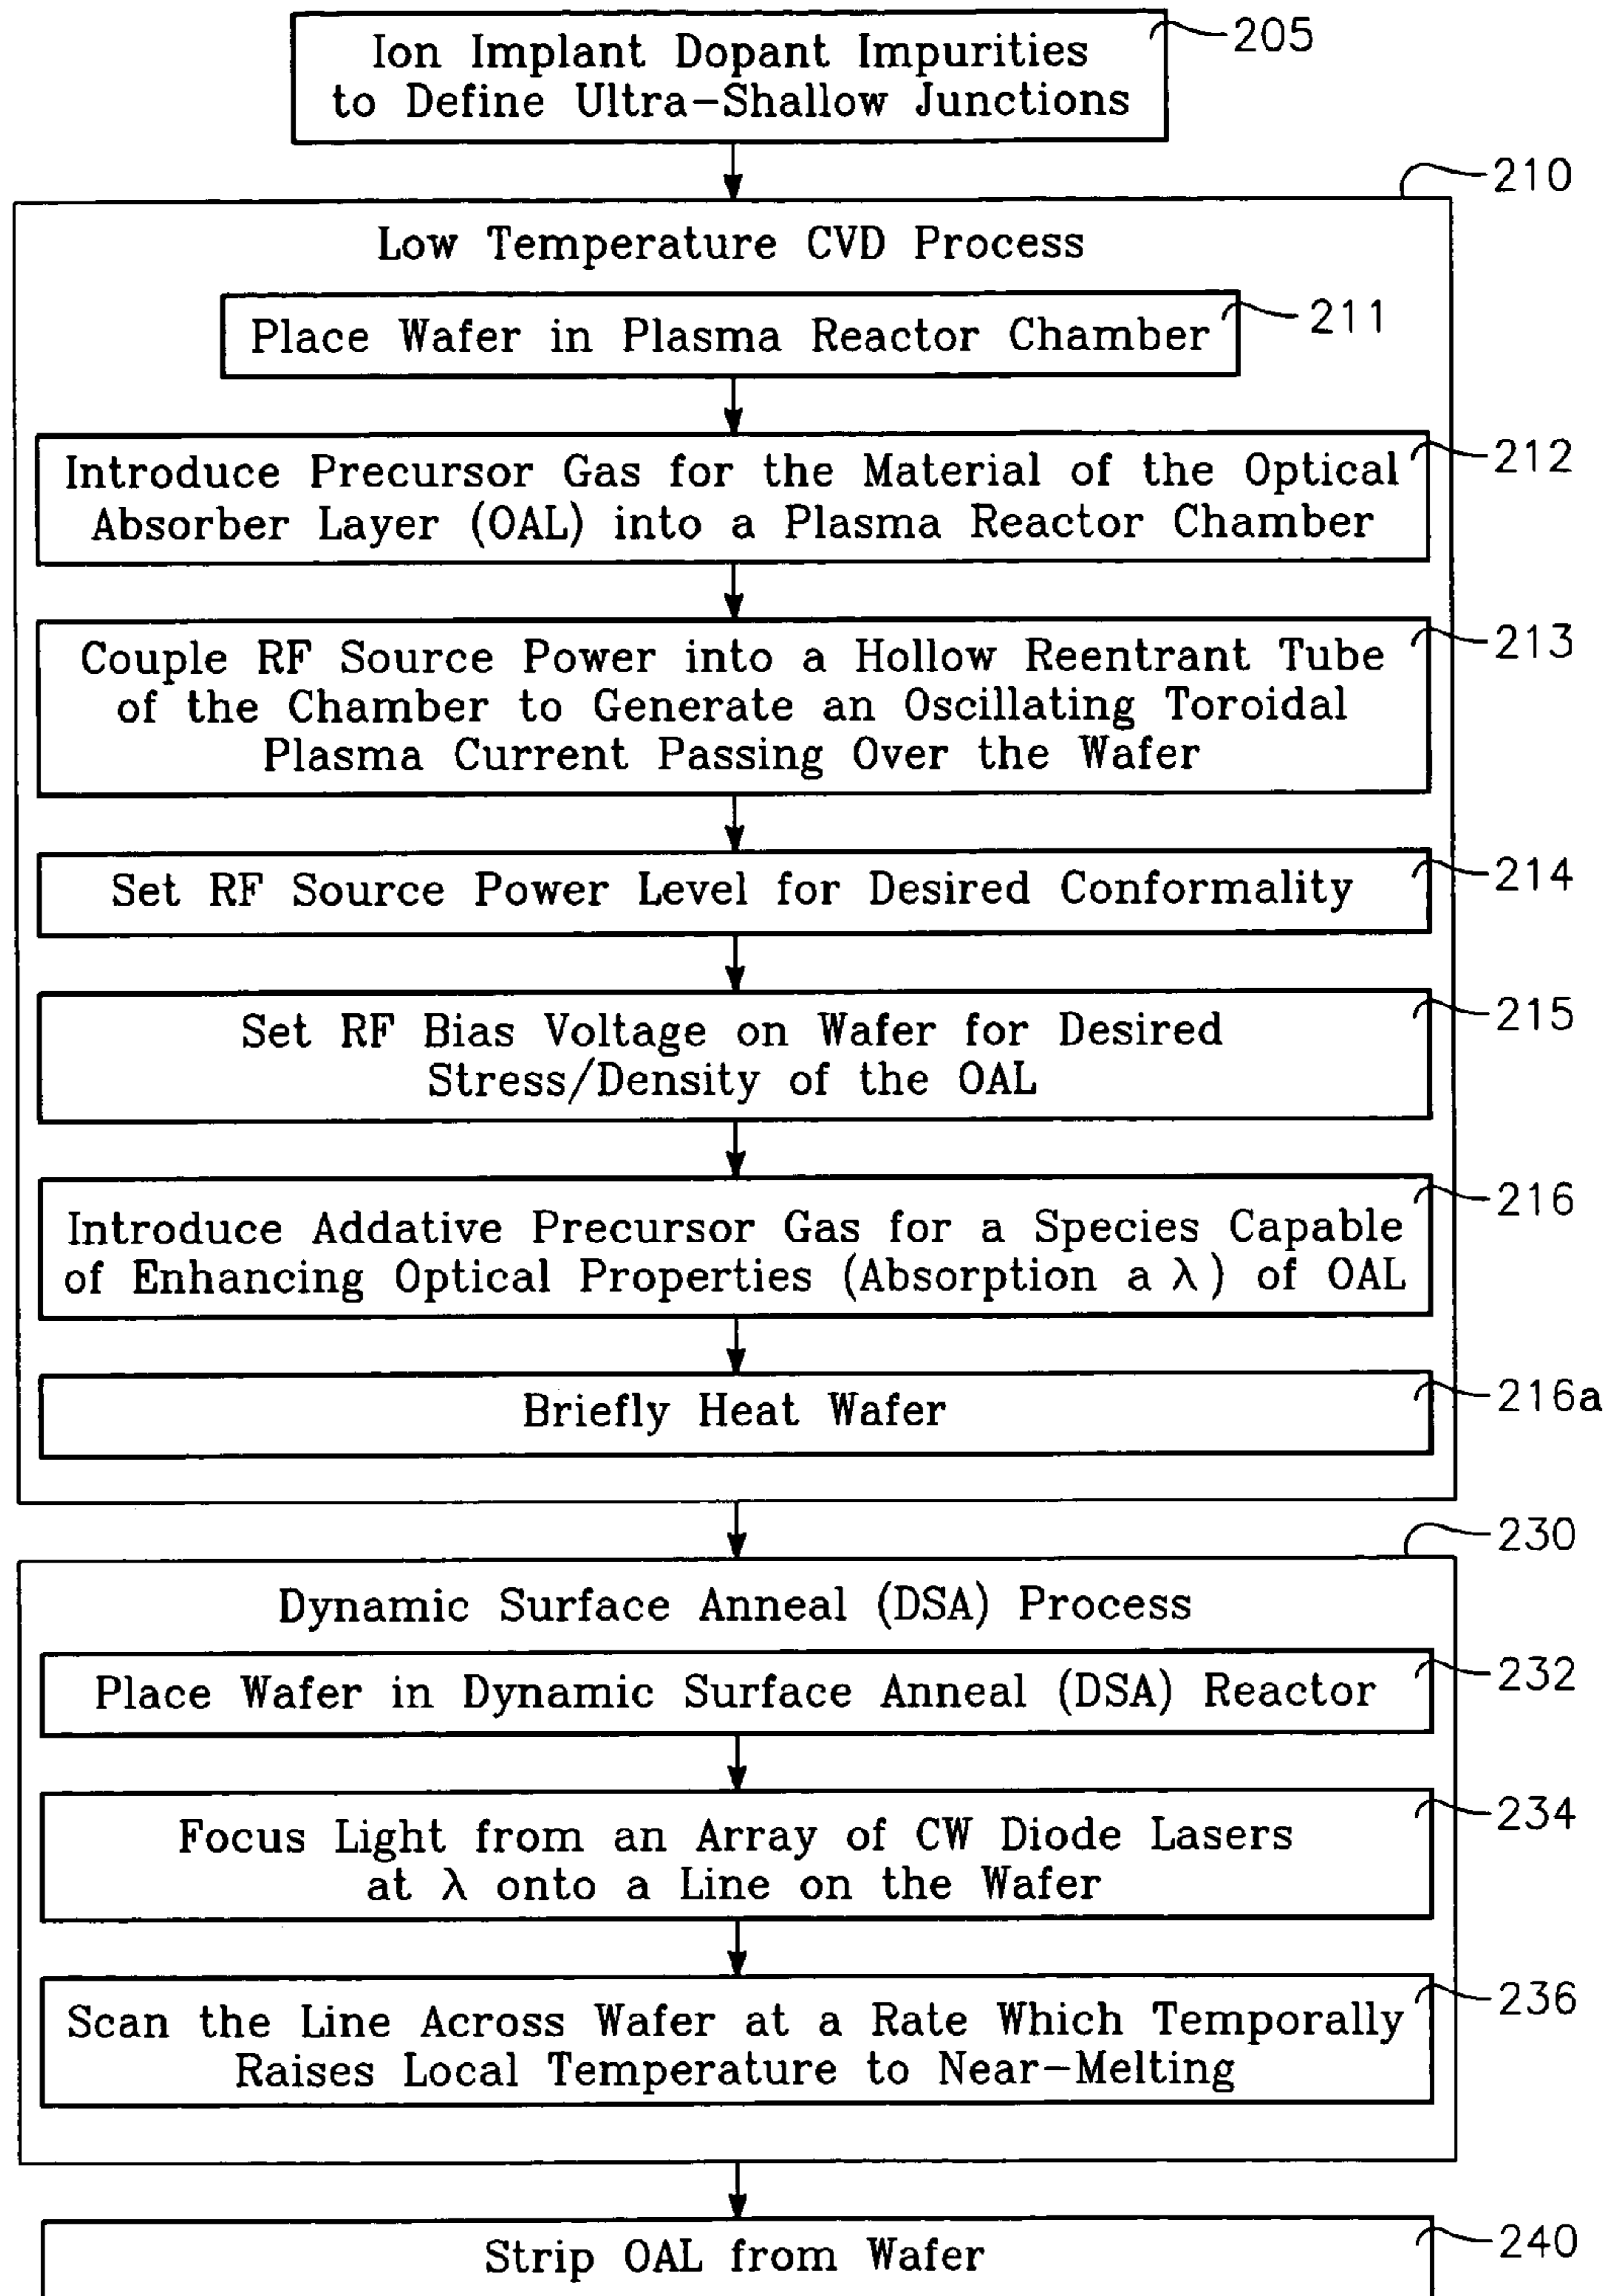 Ion Implant Dopant Impurities
to Define Ultra-Shallow Junctions
205
210
Low Temperature CVD Process
Place Wafer in Plasma Reactor Chamber
211
Introduce Precursor Gas for the Material of the Optical
Absorber Layer (OAL) into a Plasma Reactor Chamber
212
Couple RF Source Power into a Hollow Reentrant Tube
of the Chamber to Generate an Oscillating Toroidal
Plasma Current Passing Over the Wafer
213
Set RF Source Power Level for Desired Conformality
214
Set RF Bias Voltage on Wafer for Desired
Stress/Density of the OAL
215
Introduce Addative Precursor Gas for a Species Capable
of Enhancing Optical Properties (Absorption a λ) of OAL
216
Briefly Heat Wafer
216a
230
Dynamic Surface Anneal (DSA) Process
Place Wafer in Dynamic Surface Anneal (DSA) Reactor
232
Focus Light from an Array of CW Diode Lasers
at λ onto a Line on the Wafer
234
Scan the Line Across Wafer at a Rate Which Temporally
Raises Local Temperature to Near-Melting
236
Strip OAL from Wafer
240